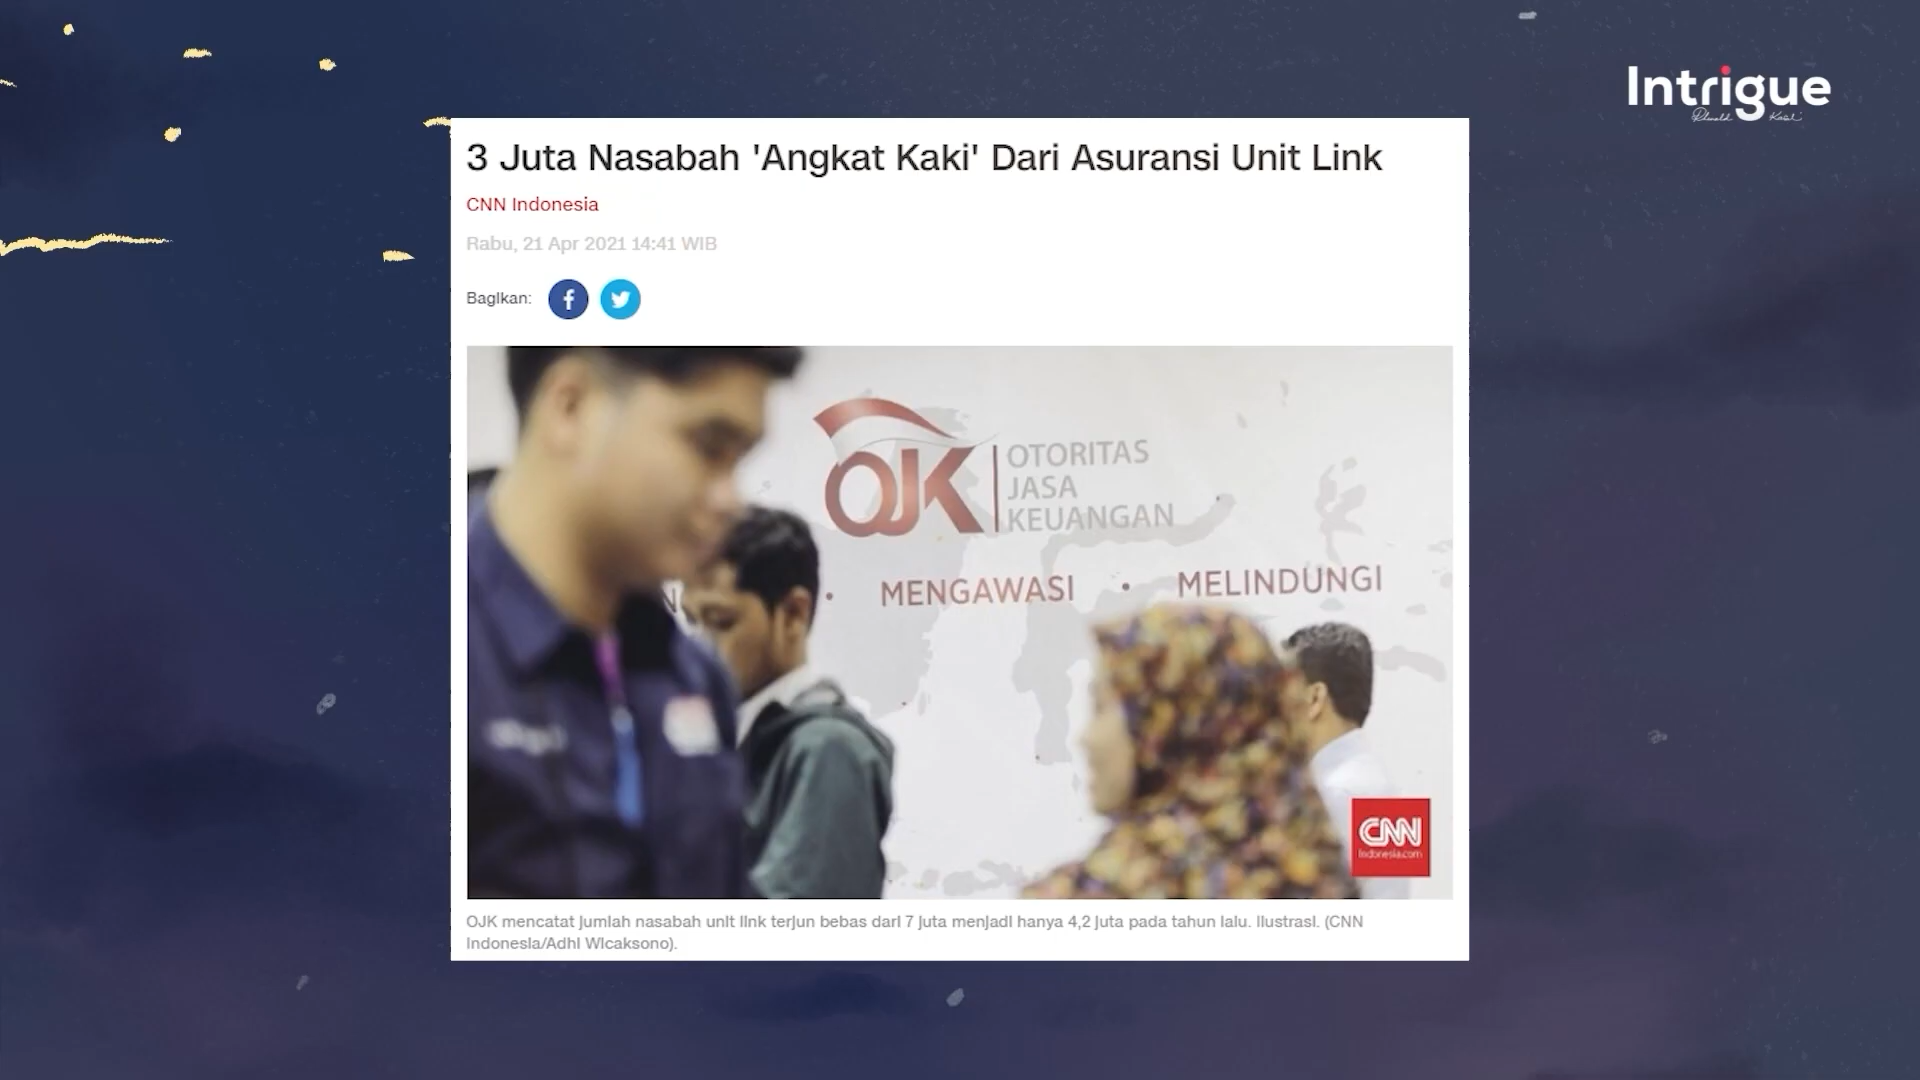 Intrigue
3 Juta Nasabah 'Angkat Kaki' Dari Asuransi Unit Link
CNN Indonesia
Rabu, 21 Apr 2021 14:41 WIB
Bagikan:
OJK
OTORITAS
JASA
KEUANGAN
MENGAWASI • MELINDUNGI
CNN
Indonesia.com
OJK mencatat jumlah nasabah unit link terjun bebas dari 7 juta menjadi hanya 4,2 juta pada tahun lalu. Ilustrasi. (CNN
Indonesia/Adhi Wicaksono).